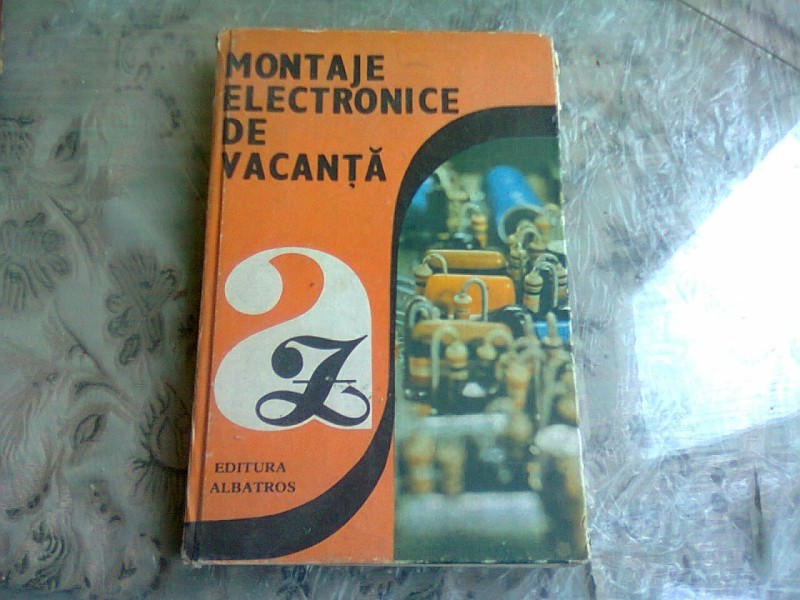 MONTAJE
ELECTRONICE
DE
VACANȚĂ
a
Z
EDITURA
ALBATROS